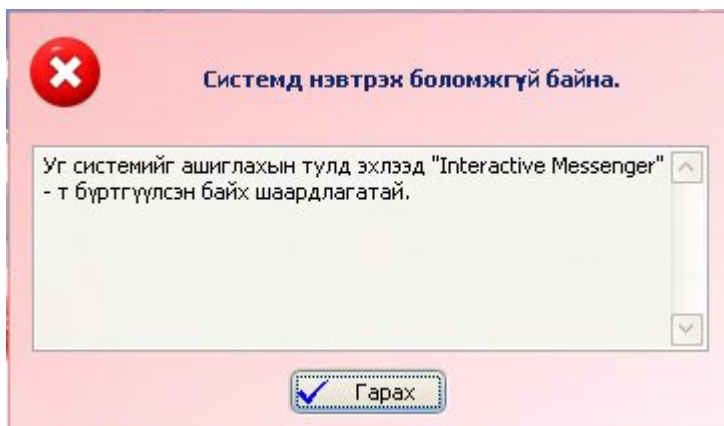 Системд нэвтрэх боломжгүй байна.
Уг системийг ашиглахын тулд эхлээд "Interactive Messenger"
- т бүртгүүлсэн байх шаардлагатай.
Гарах